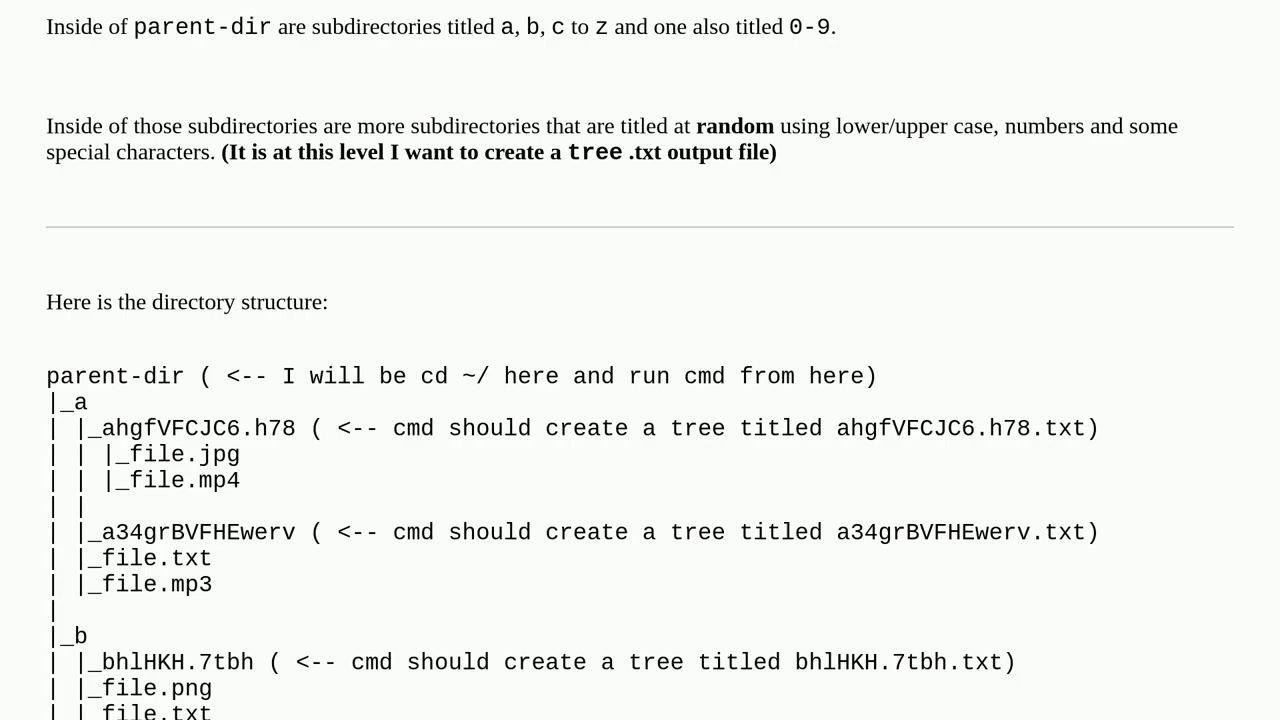 Inside of parent-dir are subdirectories titled a, b, c to z and one also titled 0-9.
Inside of those subdirectories are more subdirectories that are titled at random using lower/upper case, numbers and some
special characters. (It is at this level I want to create a tree .txt output file)
Here is the directory structure:
parent-dir ( <-- I will be cd ~/ here and run cmd from here)
|_a
| |_ahgfVFCJC6.h78 ( <-- cmd should create a tree titled ahgfVFCJC6.h78.txt)
| | |_file.jpg
| | |_file.mp4
| |
| |_a34grBVFHEwerv ( <-- cmd should create a tree titled a34grBVFHEwerv.txt)
| |_file.txt
| |_file.mp3
|
|_b
| |_bhlHKH.7tbh ( <-- cmd should create a tree titled bhlHKH.7tbh.txt)
| |_file.png
| |_file.txt